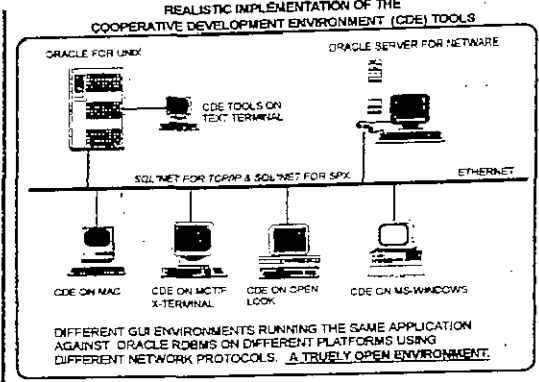 REALISTIC IMPLEMENTATION OF THE
COOPERATIVE DEVELOPMENT ENVIRONMENT (CDE) TOOLS
ORACLE FOR UNIX
ORACLE SERVER FOR NETWARE
CDE TOOLS ON
TEXT TERMINAL
SQL*NET FOR TCP/IP & SQL*NET FOR SPX
ETHERNET
CDE ON MAC
CDE ON MOTIF
X-TERMINAL
CDE ON OPEN
LOOK
CDE ON MS-WINDOWS
DIFFERENT GUI ENVIRONMENTS RUNNING THE SAME APPLICATION
AGAINST ORACLE RDBMS ON DIFFERENT PLATFORMS USING
DIFFERENT NETWORK PROTOCOLS. A TRUELY OPEN ENVIRONMENT.